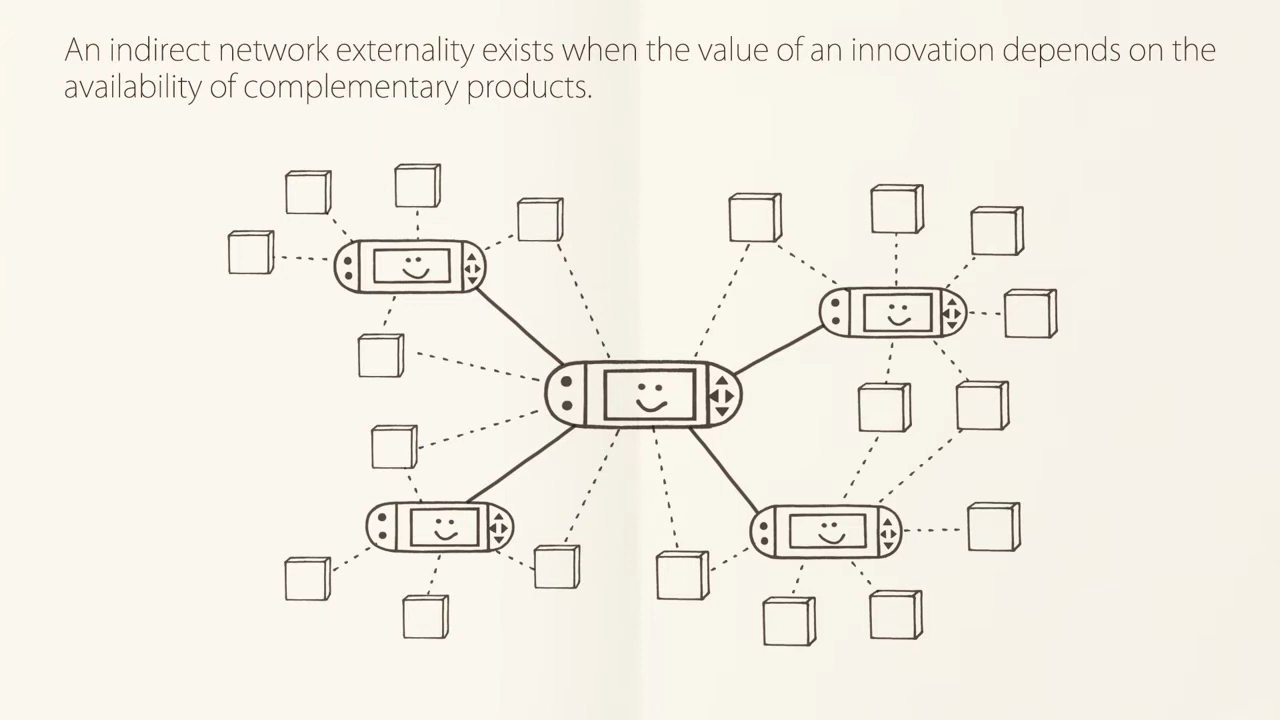 An indirect network externality exists when the value of an innovation depends on the
availability of complementary products.